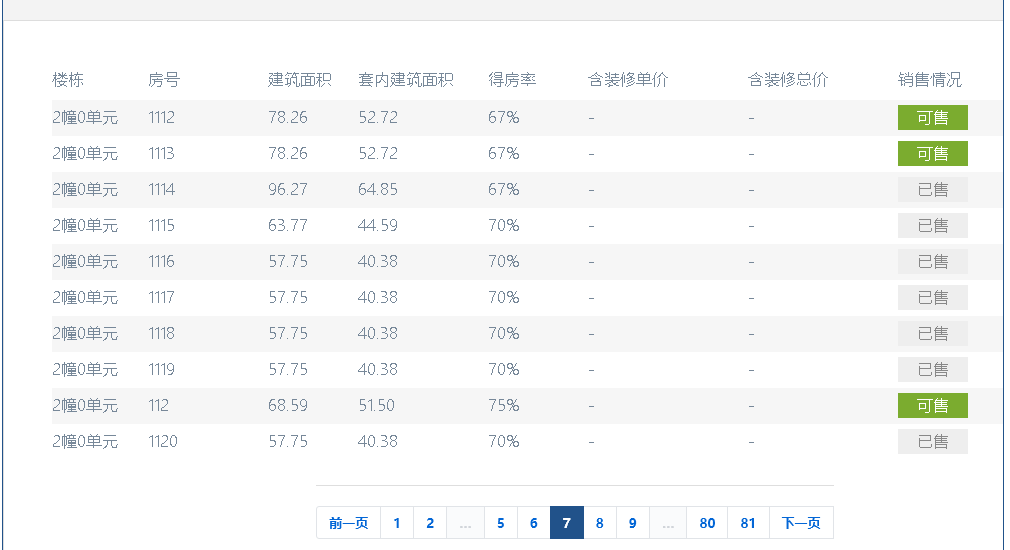 楼栋 房号 建筑面积 套内建筑面积 得房率 含装修单价 含装修总价 销售情况
2幢0单元 1112 78.26 52.72 67% - - 可售
2幢0单元 1113 78.26 52.72 67% - - 可售
2幢0单元 1114 96.27 64.85 67% - - 已售
2幢0单元 1115 63.77 44.59 70% - - 已售
2幢0单元 1116 57.75 40.38 70% - - 已售
2幢0单元 1117 57.75 40.38 70% - - 已售
2幢0单元 1118 57.75 40.38 70% - - 已售
2幢0单元 1119 57.75 40.38 70% - - 已售
2幢0单元 112 68.59 51.50 75% - - 可售
2幢0单元 1120 57.75 40.38 70% - - 已售
前一页 1 2 ... 5 6 7 8 9 ... 80 81 下一页